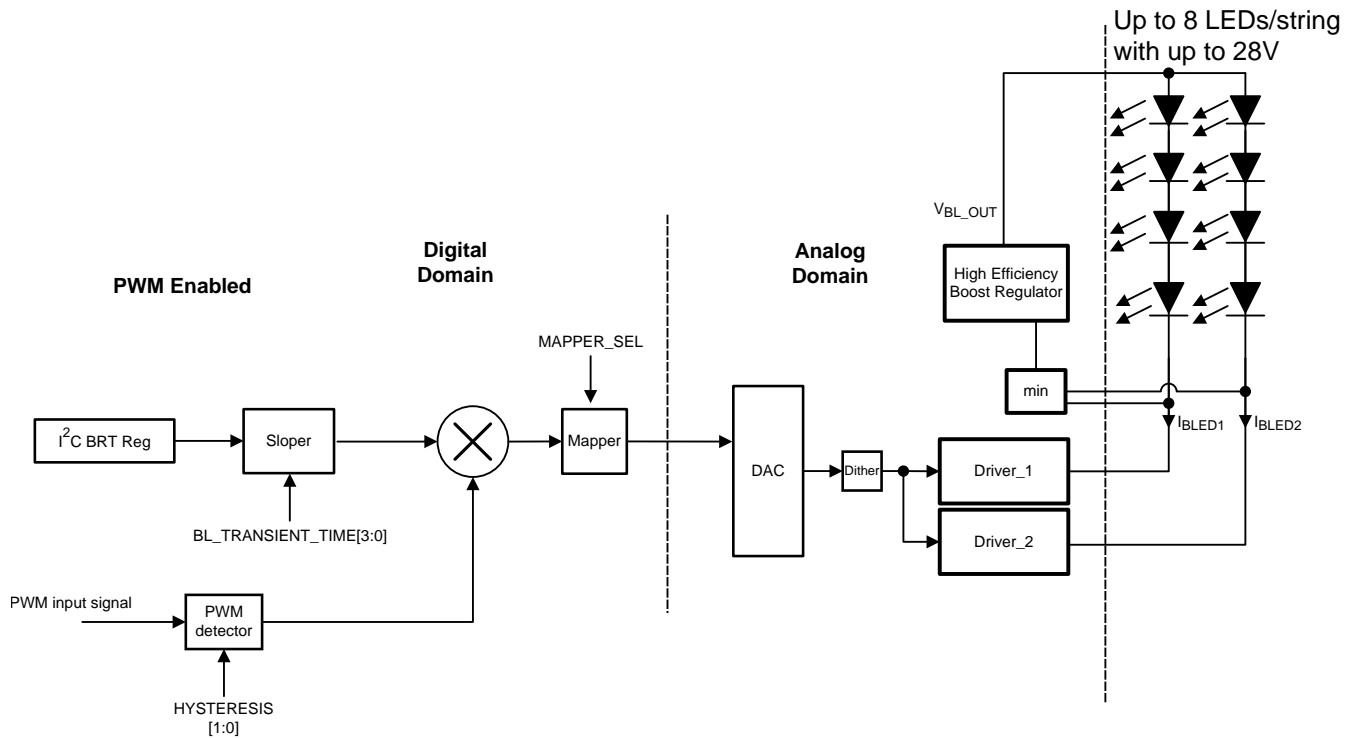 Up to 8 LEDs/string
with up to 28V
V_BL_OUT
Digital
Domain
Analog
Domain
PWM Enabled
High Efficiency
Boost Regulator
MAPPER_SEL
min
I²C BRT Reg
Sloper
Mapper
I_BLED1
I_BLED2
DAC
Dither
Driver_1
BL_TRANSIENT_TIME[3:0]
Driver_2
PWM input signal
PWM
detector
HYSTERESIS
[1:0]